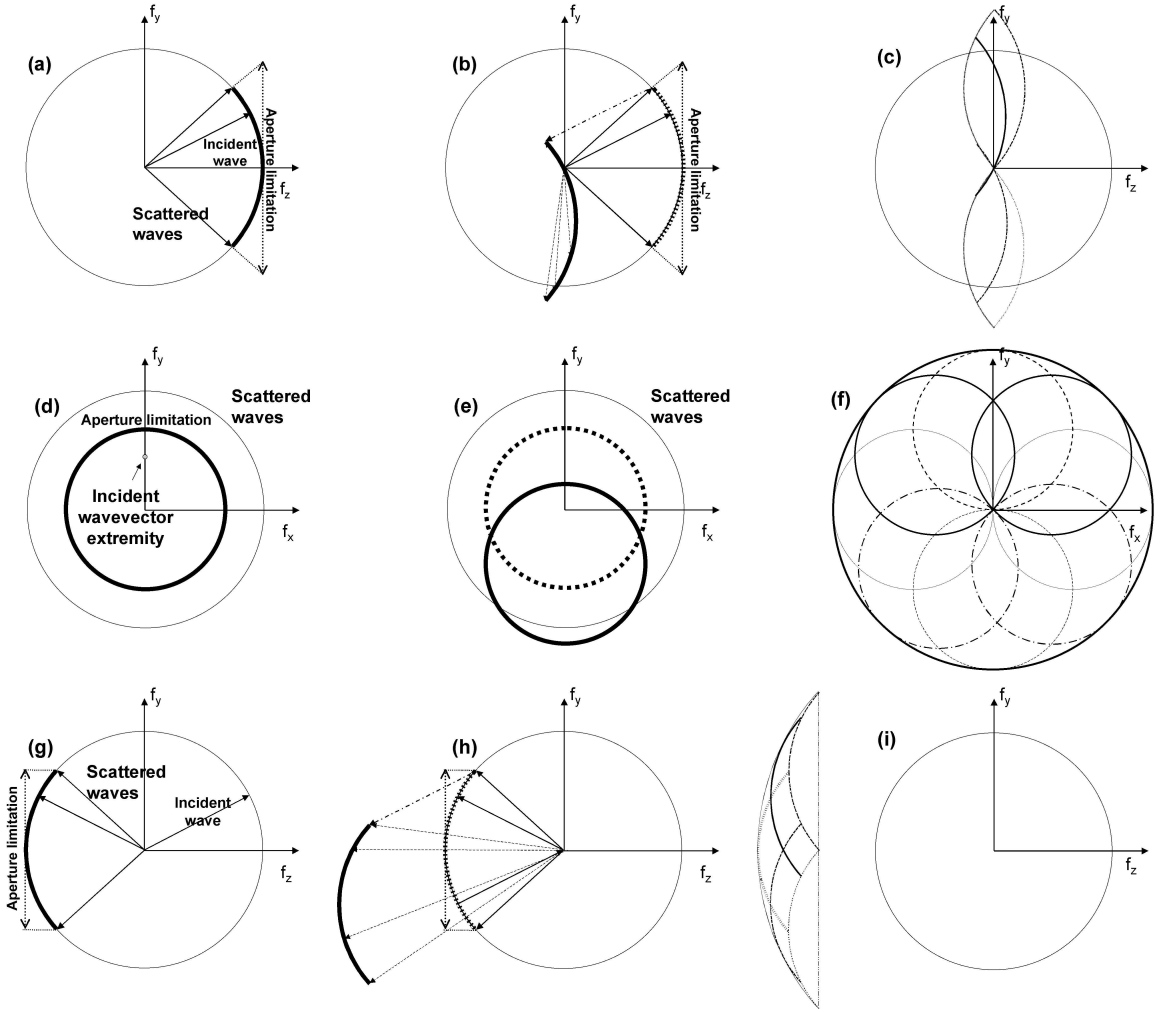 (a)
f_y
Incident
wave
Aperture limitation
f_z
Scattered
waves
(b)
f_y
Aperture limitation
f_z
(c)
f_y
f_z
(d)
f_y
Scattered
waves
Aperture limitation
Incident
wavevector
extremity
f_x
(e)
f_y
Scattered
waves
f_x
(f)
f_y
f_x
(g)
f_y
Scattered
waves
Incident
wave
Aperture limitation
f_z
(h)
f_y
f_z
(i)
f_y
f_z